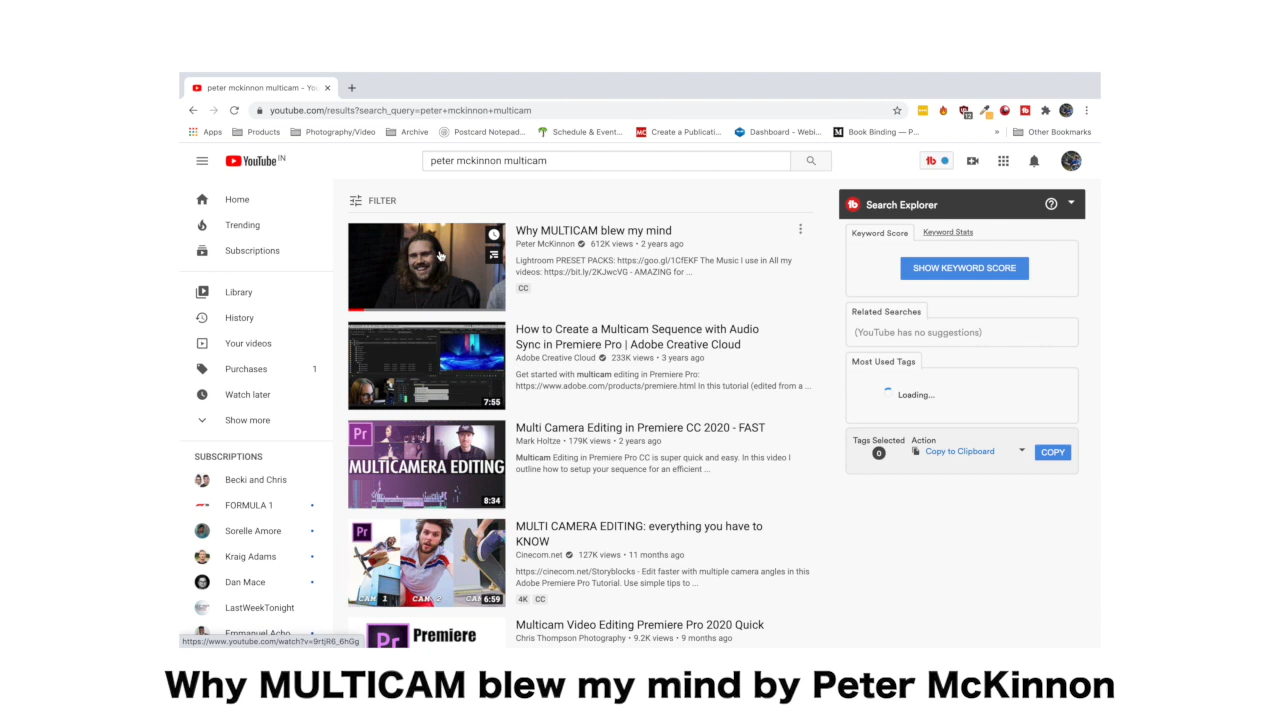 peter mckinnon multicam - You
youtube.com/results?search_query=peter+mckinnon+multicam
Apps Products Photography/Video Archive Postcard Notepad... Schedule & Event... Create a Publicati... Dashboard - Webi... Book Binding — P... » Other Bookmarks
YouTube IN
peter mckinnon multicam
Home
Trending
Subscriptions
Library
History
Your videos
Purchases 1
Watch later
Show more
SUBSCRIPTIONS
Becki and Chris
FORMULA 1
Sorelle Amore
Kraig Adams
Dan Mace
LastWeekTonight
Emmanuel Acho
https://www.youtube.com/watch?v=9rtjR6_6hGg
FILTER
Why MULTICAM blew my mind
Peter McKinnon 612K views • 2 years ago
Lightroom PRESET PACKS: https://goo.gl/1CfEKF The Music I use in All my
videos: https://bit.ly/2KJwcVG - AMAZING for ...
CC
7:55
How to Create a Multicam Sequence with Audio
Sync in Premiere Pro | Adobe Creative Cloud
Adobe Creative Cloud 233K views • 3 years ago
Get started with multicam editing in Premiere Pro:
https://www.adobe.com/products/premiere.html In this tutorial (edited from a ...
Pr
MULTICAMERA EDITING
8:34
Multi Camera Editing in Premiere CC 2020 - FAST
Mark Holtze • 179K views • 2 years ago
Multicam Editing in Premiere Pro CC is super quick and easy. In this video I
outline how to setup your sequence for an efficient ...
Pr
CAM 1 CAM 2 CAM 6:59
MULTI CAMERA EDITING: everything you have to
KNOW
Cinecom.net 127K views • 11 months ago
https://cinecom.net/Storyblocks - Edit faster with multiple camera angles in this
Adobe Premiere Pro Tutorial. Use simple tips to ...
4K CC
Pr Premiere
Multicam Video Editing Premiere Pro 2020 Quick
Chris Thompson Photography • 9.2K views • 9 months ago
tb Search Explorer
Keyword Score Keyword Stats
SHOW KEYWORD SCORE
Related Searches
(YouTube has no suggestions)
Most Used Tags
Loading...
Tags Selected Action
0 Copy to Clipboard COPY
Why MULTICAM blew my mind by Peter McKinnon